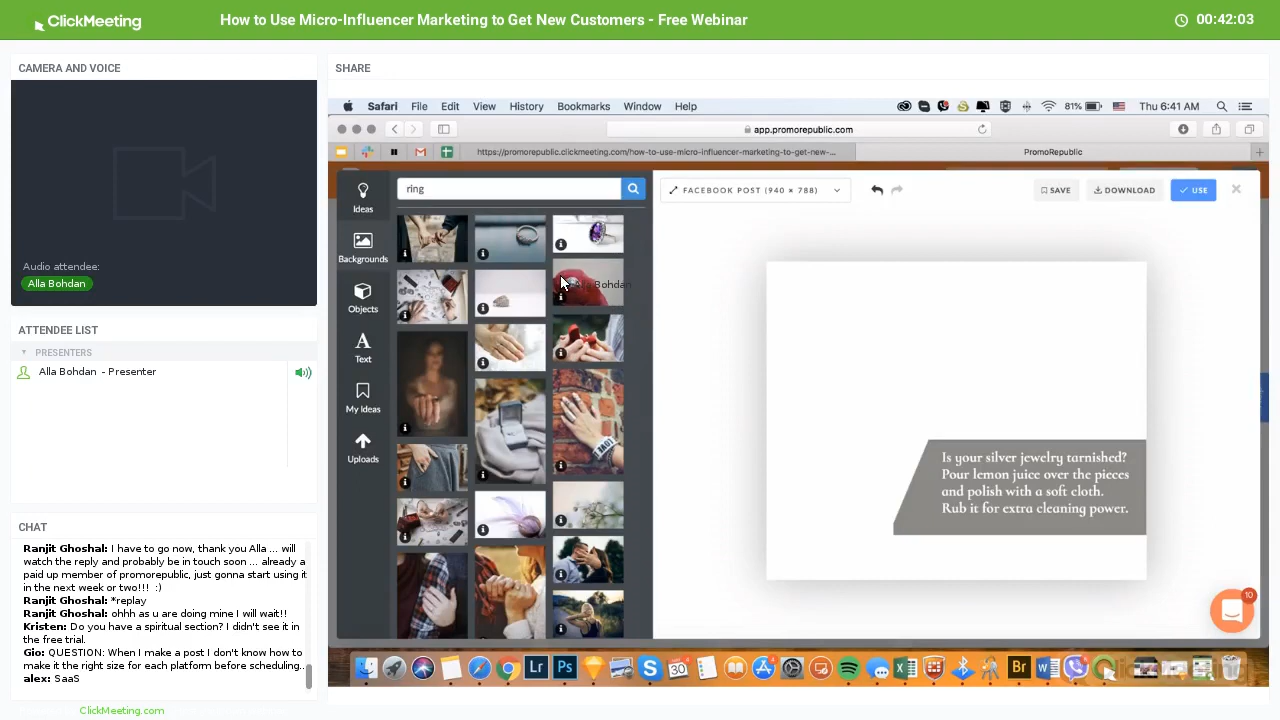 ClickMeeting
How to Use Micro-Influencer Marketing to Get New Customers - Free Webinar
00:42:03
CAMERA AND VOICE
Audio attendee:
Alla Bohdan
ATTENDEE LIST
PRESENTERS
Alla Bohdan - Presenter
CHAT
Ranjit Ghoshal: I have to go now, thank you Alla ... will
watch the reply and probably be in touch soon ... already a
paid up member of promorepublic, just gonna start using it
in the next week or two!!! :)
Ranjit Ghoshal: *replay
Ranjit Ghoshal: ohhh as u are doing mine I will wait!!
Kristen: Do you have a spiritual section? I didn't see it in
the free trial.
Gio: QUESTION: When I make a post I don't know how to
make it the right size for each platform before scheduling...
alex: SaaS
ClickMeeting.com
SHARE
Safari File Edit View History Bookmarks Window Help
81% Thu 6:41 AM
app.promorepublic.com
https://promorepublic.clickmeeting.com/how-to-use-micro-influencer-marketing-to-get-new-...
PromoRepublic
Ideas
Backgrounds
Objects
Text
My Ideas
Uploads
ring
Alla Bohdan
TAG
FACEBOOK POST (940 × 788)
SAVE
DOWNLOAD
USE
Is your silver jewelry tarnished?
Pour lemon juice over the pieces
and polish with a soft cloth.
Rub it for extra cleaning power.
10
Lr
Ps
30
Br
W